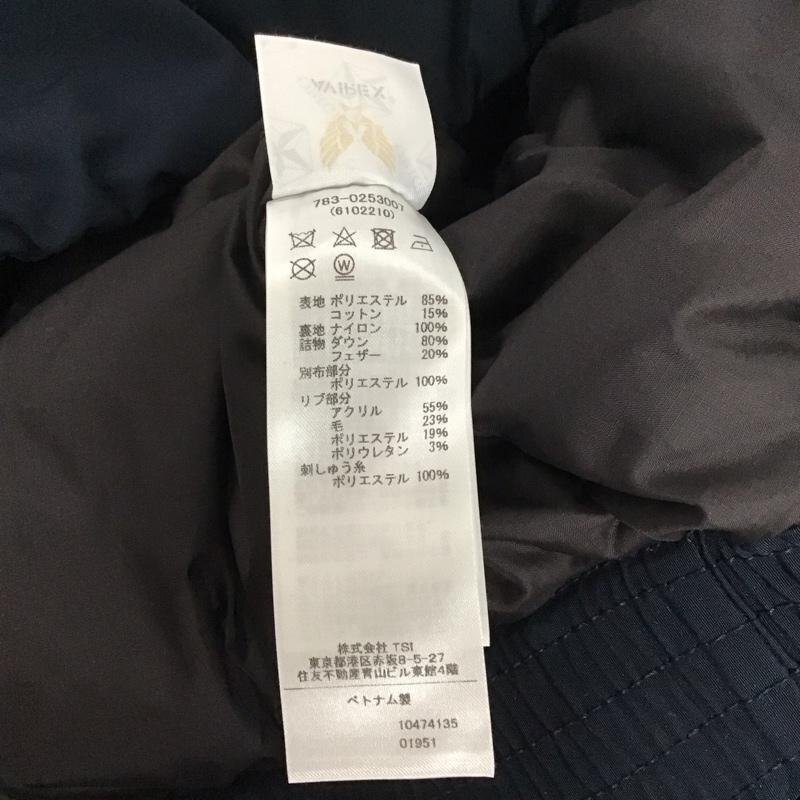 AVIREX
783-0253007
(6102210)
W
表地 ポリエステル 85%
コットン 15%
裏地 ナイロン 100%
詰物 ダウン 80%
フェザー 20%
別布部分
ポリエステル 100%
リブ部分
アクリル 55%
毛 23%
ポリエステル 19%
ポリウレタン 3%
刺しゅう糸
ポリエステル 100%
株式会社 TSI
東京都港区赤坂8-5-27
住友不動産青山ビル東館4階
ベトナム製
10474135
01951